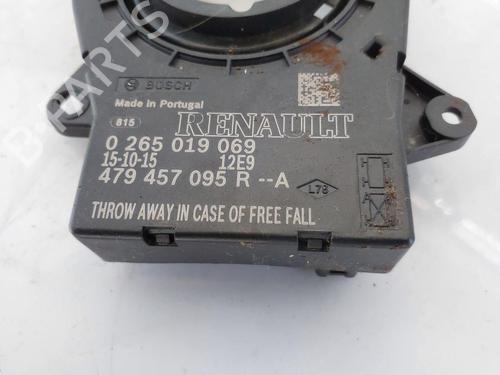 BOSCH
Made in Portugal
815
RENAULT
0 265 019 069
15-10-15 12E9
479 457 095 R --A
L78
THROW AWAY IN CASE OF FREE FALL
B-PARTS